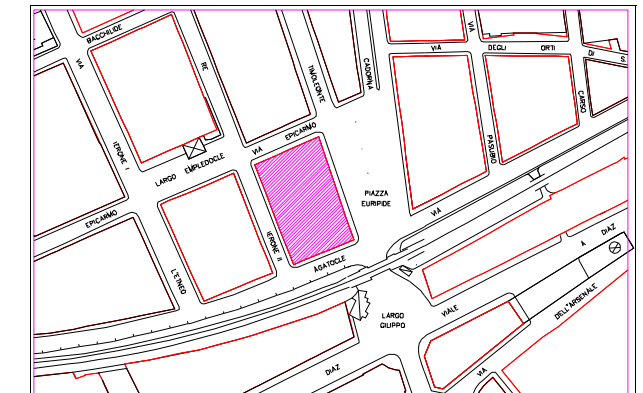 BACCHILIDE
VIA
VIA
DEGLI
ORTI
DI
S.
VIA
RE
TIMOLEONTE
CADORNA
CARSO
IERONE I
VIA
EPICARMO
PASUBIO
LARGO
EMPLEDOCLE
PIAZZA
EURIPIDE
EPICARMO
VIA
IERONE II
AGATOCLE
L'ETNEO
A
DIAZ
LARGO
GILIPPO
VIALE
DELL'ARSENALE
DIAZ
VIA